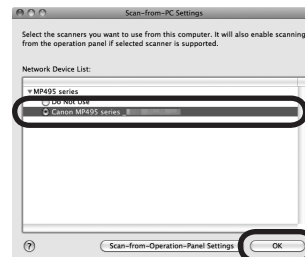 Scan-from-PC Settings
Select the scanners you want to use from this computer. It will also enable scanning
from the operation panel if selected scanner is supported.
Network Device List:
MP495 series
Do Not Use
Canon MP495 series _
?
Scan-from-Operation-Panel Settings
OK